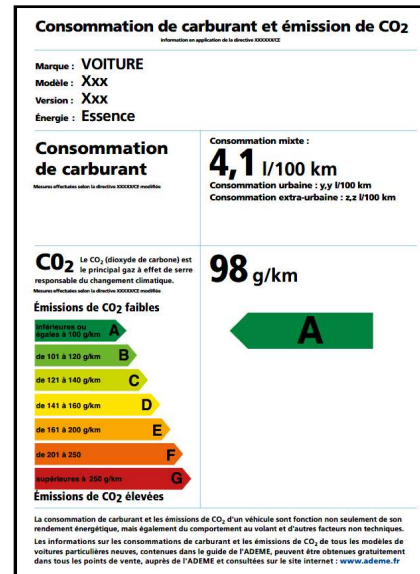 Consommation de carburant et émission de CO2
Information en application de la directive XXXXXX/CE
Marque : VOITURE
Modèle : Xxx
Version : Xxx
Énergie : Essence
Consommation
de carburant
Mesures effectuées selon la directive XXXXX/CE modifiée
Consommation mixte :
4,1 l/100 km
Consommation urbaine : y,y l/100 km
Consommation extra-urbaine : z,z l/100 km
CO2 Le CO2 (dioxyde de carbone) est
le principal gaz à effet de serre
responsable du changement climatique.
Mesures effectuées selon la directive XXXXX/CE modifiée
98 g/km
Émissions de CO2 faibles
inférieures ou
égales à 100 g/km A
A
de 101 à 120 g/km B
de 121 à 140 g/km C
de 141 à 160 g/km D
de 161 à 200 g/km E
de 201 à 250 F
supérieures à 250 g/km G
Émissions de CO2 élevées
La consommation de carburant et les émissions de CO2 d'un véhicule sont fonction non seulement de son
rendement énergétique, mais également du comportement au volant et d'autres facteurs non techniques.
Les informations sur les consommations de carburant et les émissions de CO2 de tous les modèles de
voitures particulières neuves, contenues dans le guide de l'ADEME, peuvent être obtenues gratuitement
dans tous les points de vente, auprès de l'ADEME et consultées sur le site internet : www.ademe.fr